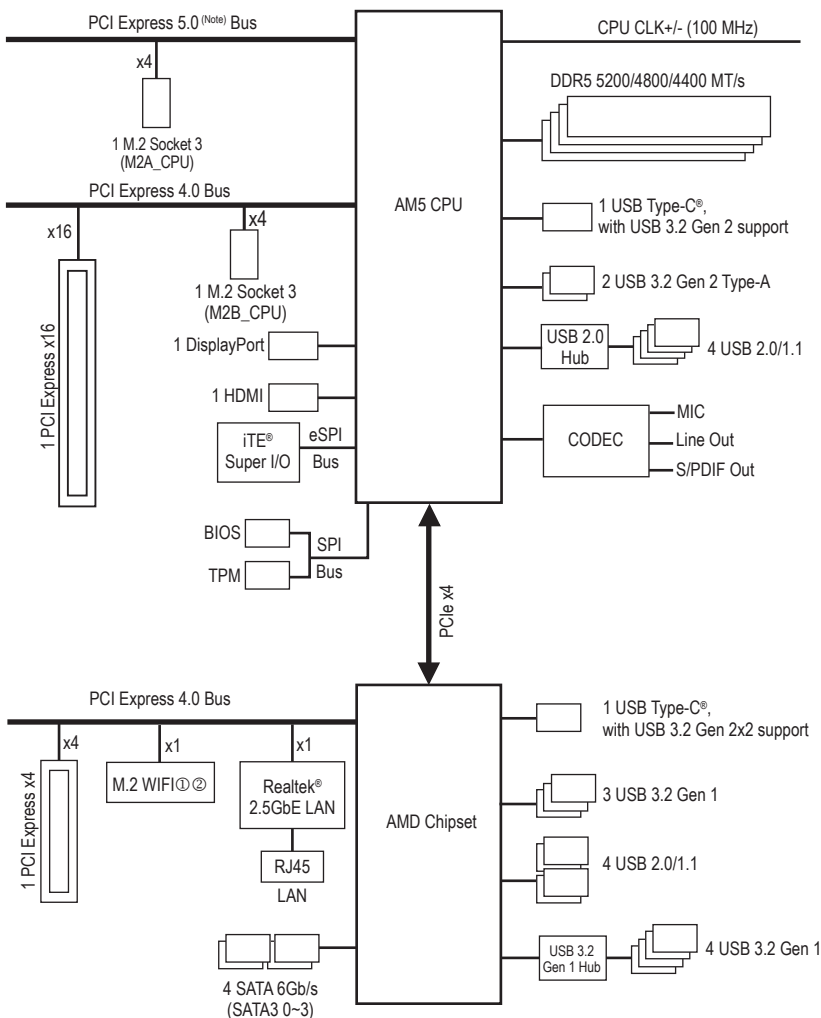 PCI Express 5.0 (Note) Bus
x4
1 M.2 Socket 3
(M2A_CPU)
PCI Express 4.0 Bus
x16
1 PCI Express x16
x4
1 M.2 Socket 3
(M2B_CPU)
1 DisplayPort
1 HDMI
iTE®
Super I/O
eSPI
Bus
BIOS
TPM
SPI
Bus
AM5 CPU
CPU CLK+/- (100 MHz)
DDR5 5200/4800/4400 MT/s
1 USB Type-C®,
with USB 3.2 Gen 2 support
2 USB 3.2 Gen 2 Type-A
USB 2.0
Hub
4 USB 2.0/1.1
CODEC
MIC
Line Out
S/PDIF Out
PCIe x4
PCI Express 4.0 Bus
x4
1 PCI Express x4
x1
M.2 WIFI①②
x1
Realtek®
2.5GbE LAN
RJ45
LAN
4 SATA 6Gb/s
(SATA3 0~3)
AMD Chipset
1 USB Type-C®,
with USB 3.2 Gen 2x2 support
3 USB 3.2 Gen 1
4 USB 2.0/1.1
USB 3.2
Gen 1 Hub
4 USB 3.2 Gen 1